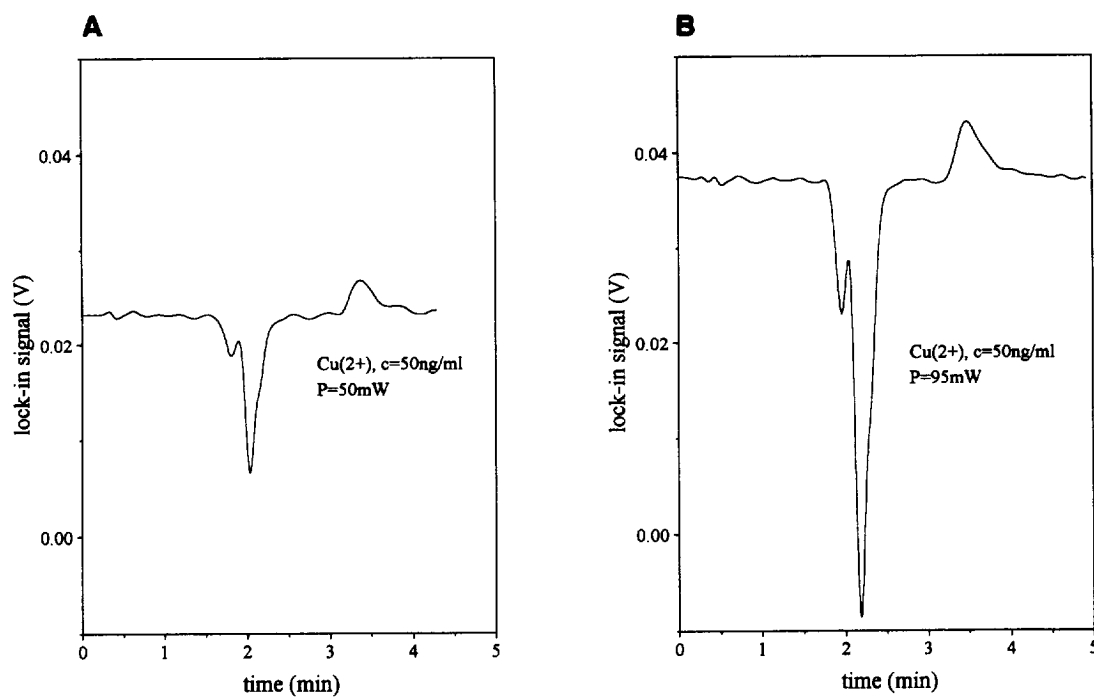 A
B
0.04
0.02
0.00
lock-in signal (V)
Cu(2+), c=50ng/ml
P=50mW
0 1 2 3 4 5
time (min)
0.04
0.02
0.00
lock-in signal (V)
Cu(2+), c=50ng/ml
P=95mW
0 1 2 3 4 5
time (min)